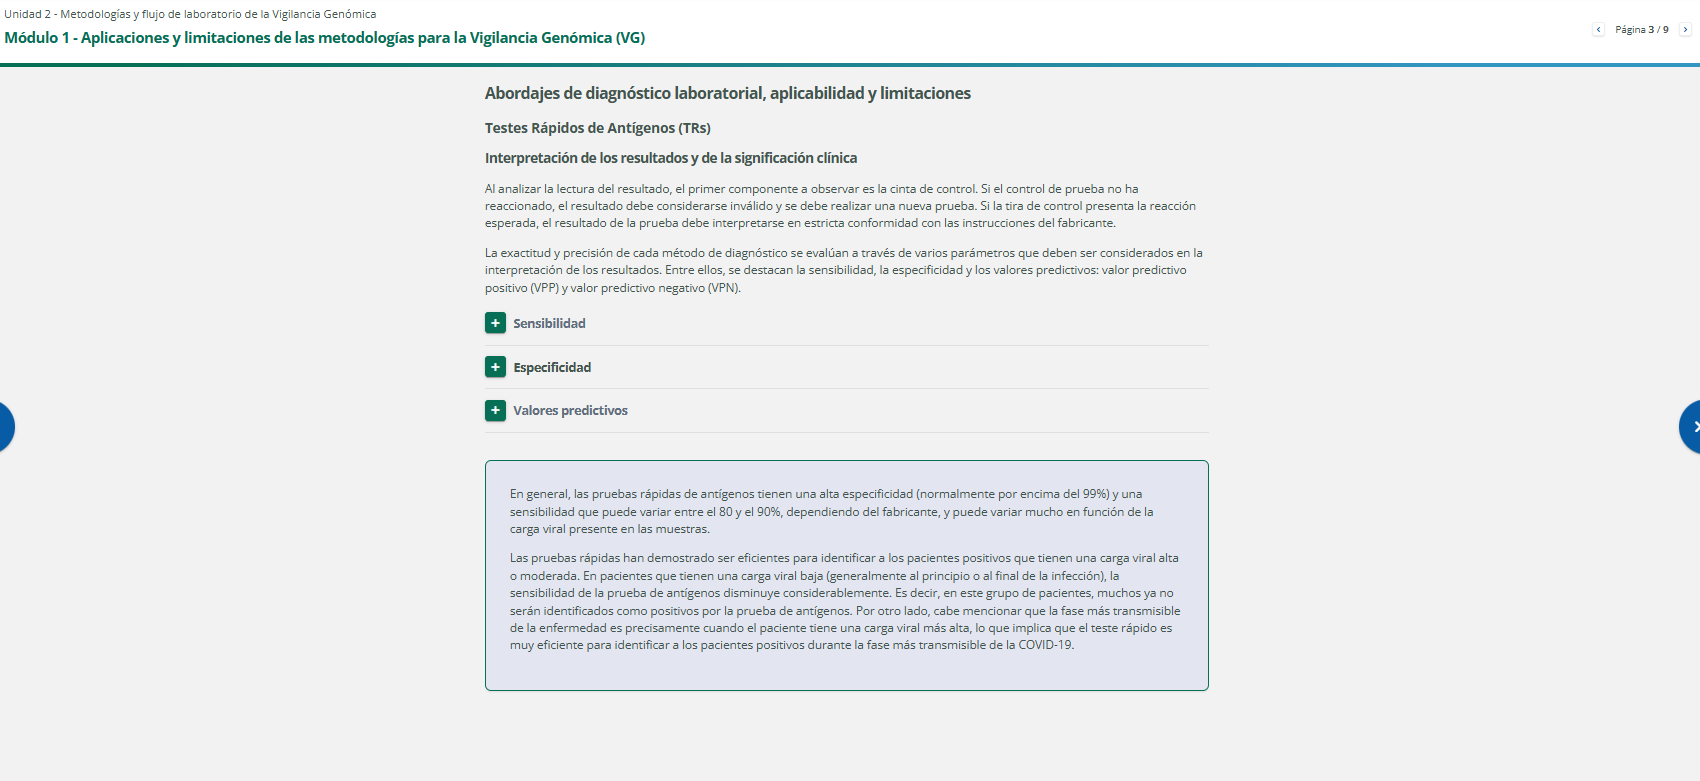 Unidad 2 - Metodologías y flujo de laboratorio de la Vigilancia Genómica
Módulo 1 - Aplicaciones y limitaciones de las metodologías para la Vigilancia Genómica (VG)
Página 3 / 9
Abordajes de diagnóstico laboratorial, aplicabilidad y limitaciones
Testes Rápidos de Antígenos (TRs)
Interpretación de los resultados y de la significación clínica
Al analizar la lectura del resultado, el primer componente a observar es la cinta de control. Si el control de prueba no ha
reaccionado, el resultado debe considerarse inválido y se debe realizar una nueva prueba. Si la tira de control presenta la reacción
esperada, el resultado de la prueba debe interpretarse en estricta conformidad con las instrucciones del fabricante.
La exactitud y precisión de cada método de diagnóstico se evalúan a través de varios parámetros que deben ser considerados en la
interpretación de los resultados. Entre ellos, se destacan la sensibilidad, la especificidad y los valores predictivos: valor predictivo
positivo (VPP) y valor predictivo negativo (VPN).
Sensibilidad
Especificidad
Valores predictivos
En general, las pruebas rápidas de antígenos tienen una alta especificidad (normalmente por encima del 99%) y una
sensibilidad que puede variar entre el 80 y el 90%, dependiendo del fabricante, y puede variar mucho en función de la
carga viral presente en las muestras.
Las pruebas rápidas han demostrado ser eficientes para identificar a los pacientes positivos que tienen una carga viral alta
o moderada. En pacientes que tienen una carga viral baja (generalmente al principio o al final de la infección), la
sensibilidad de la prueba de antígenos disminuye considerablemente. Es decir, en este grupo de pacientes, muchos ya no
serán identificados como positivos por la prueba de antígenos. Por otro lado, cabe mencionar que la fase más transmisible
de la enfermedad es precisamente cuando el paciente tiene una carga viral más alta, lo que implica que el teste rápido es
muy eficiente para identificar a los pacientes positivos durante la fase más transmisible de la COVID-19.